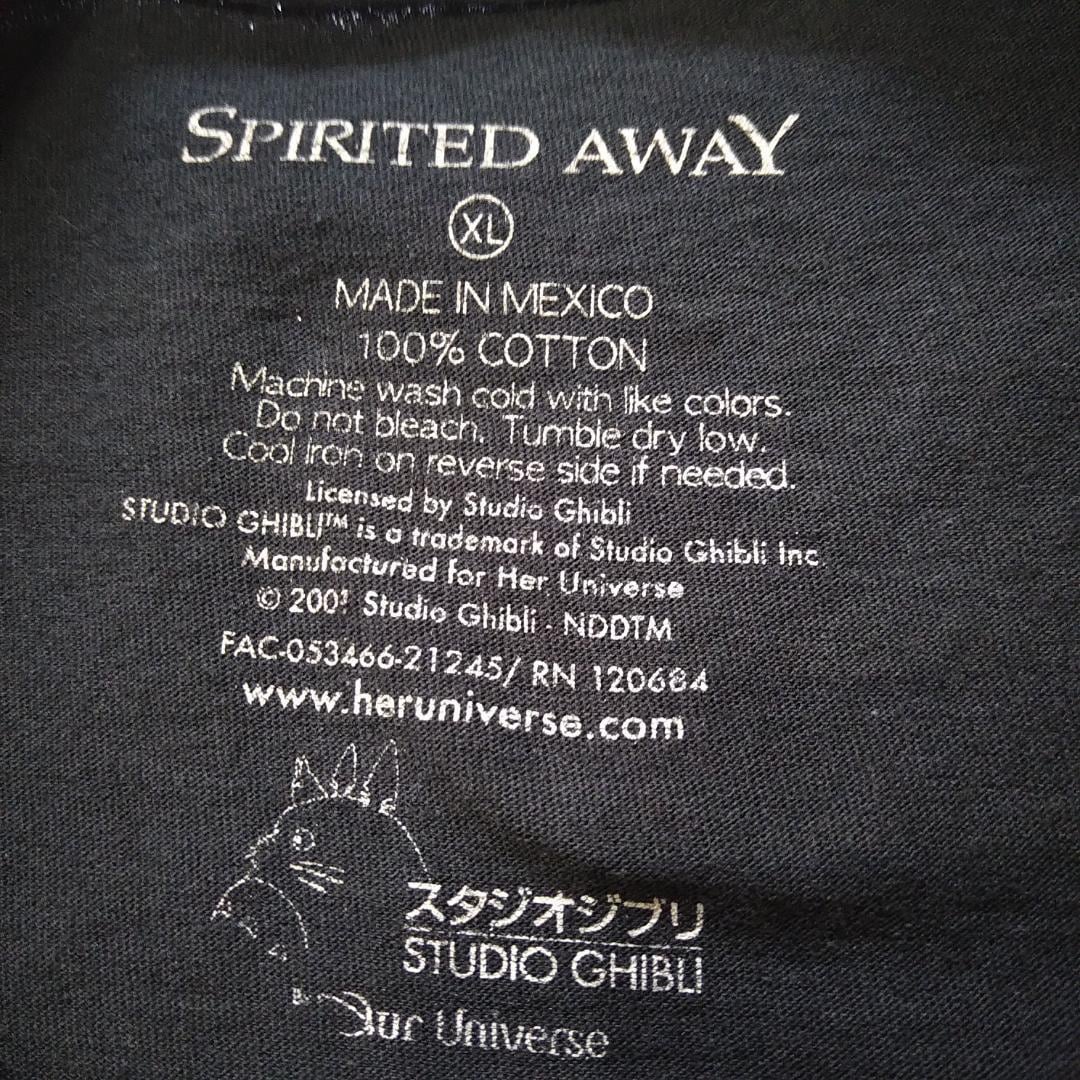 SPIRITED AWAY
XL
MADE IN MEXICO
100% COTTON
Machine wash cold with like colors.
Do not bleach. Tumble dry low.
Cool iron on reverse side if needed.
Licensed by Studio Ghibli
STUDIO GHIBLI™ is a trademark of Studio Ghibli Inc.
Manufactured for Her Universe
© 2001 Studio Ghibli - NDDTM
FAC-053466-21245/ RN 120684
www.heruniverse.com
スタジオジブリ
STUDIO GHIBLI
Our Universe